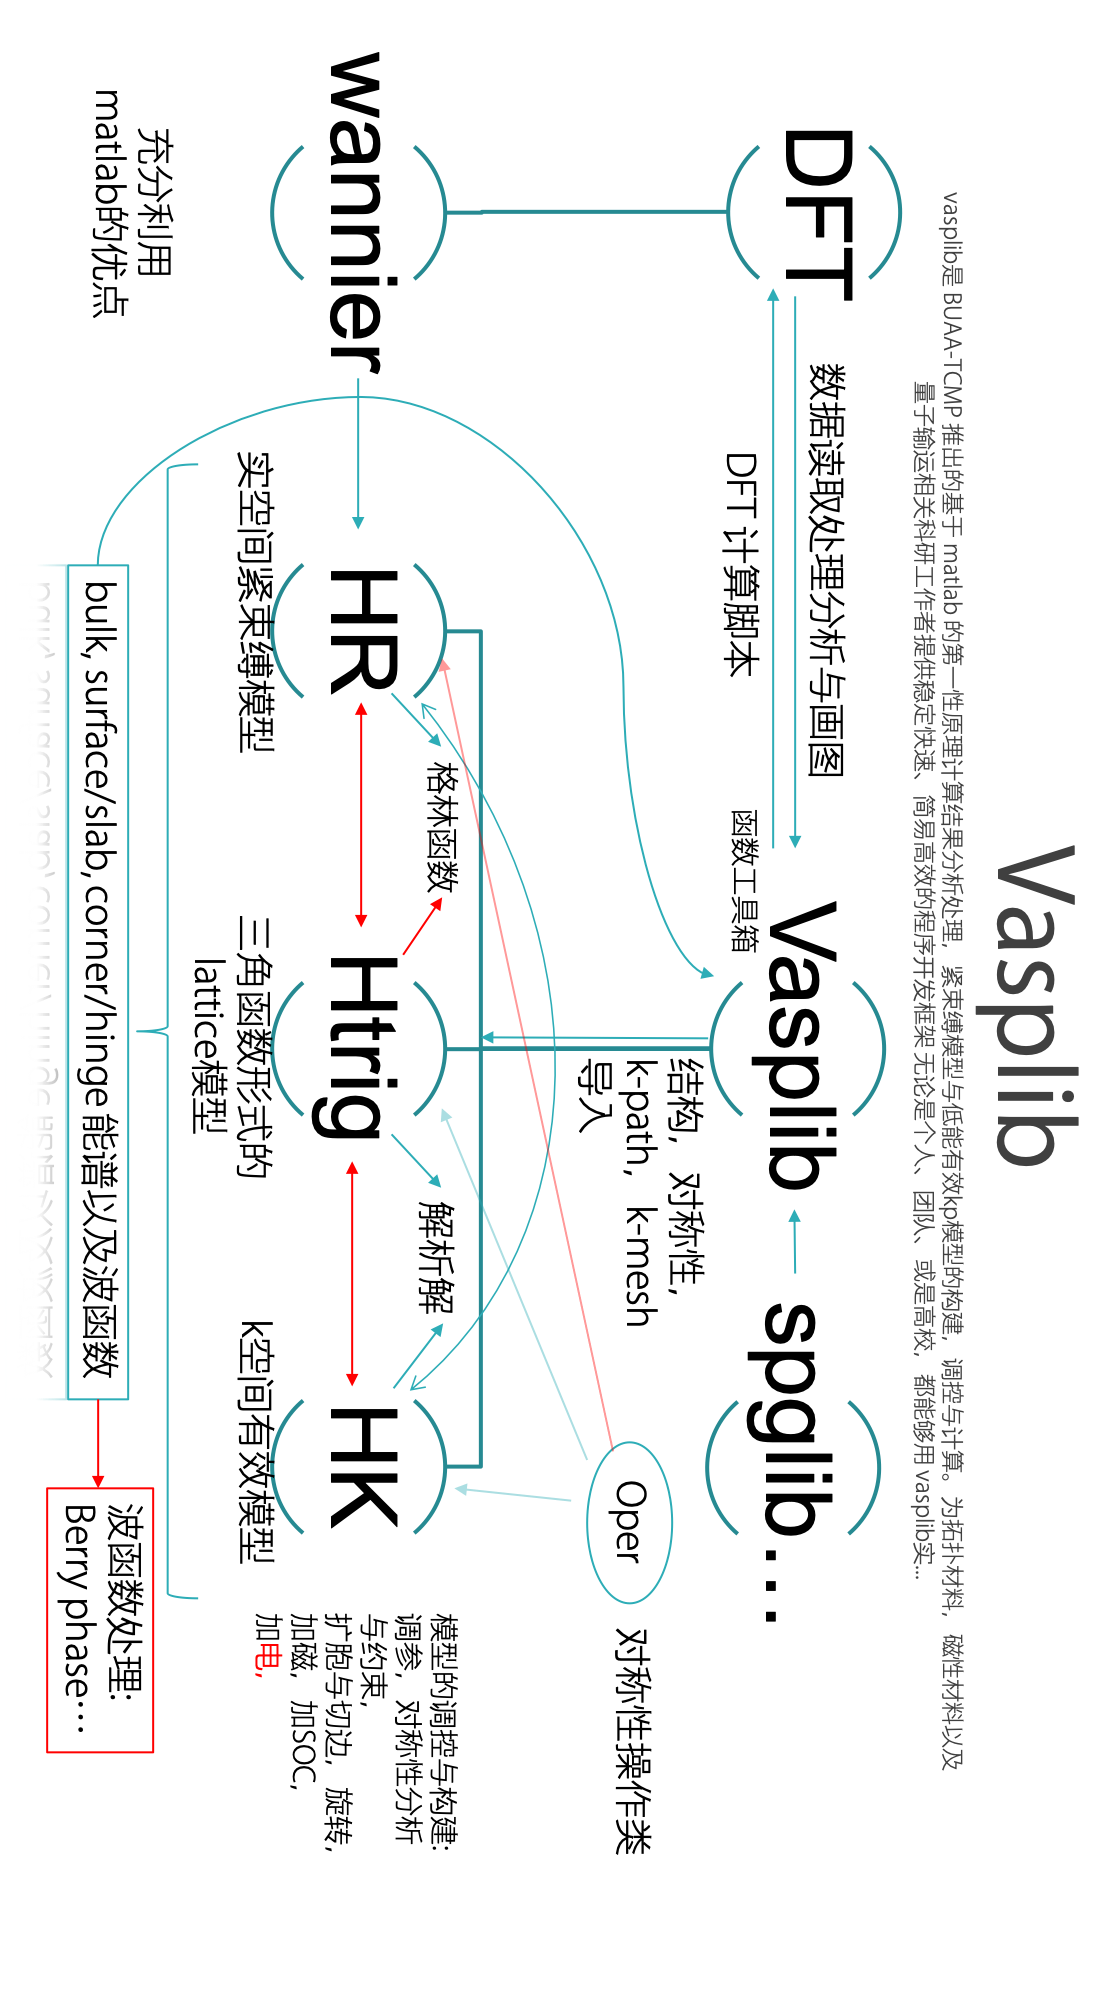 Vasplib
vasplib是 BUAA-TCMP 推出的基于 matlab 的第一性原理计算结果分析处理, 紧束缚模型与低能有效kp模型的构建, 调控与计算。为拓扑材料, 磁性材料以及
量子输运相关科研工作者提供稳定快速、简易高效的程序开发框架 无论是个人、团队、或是高校, 都能够用 vasplib实...
DFT
数据读取处理分析与画图
DFT 计算脚本
函数工具箱
Vasplib
spglib...
结构, 对称性,
k-path, k-mesh
导入
Oper
对称性操作类
wannier
HR
格林函数
Htrig
解析解
HK
模型的调控与构建:
调参, 对称性分析
与约束,
扩胞与切边, 旋转,
加磁, 加SOC,
加电,
实空间紧束缚模型
三角函数形式的
lattice模型
k空间有效模型
充分利用
matlab的优点
bulk, surface/slab, corner/hinge 能谱以及波函数
波函数处理:
Berry phase…